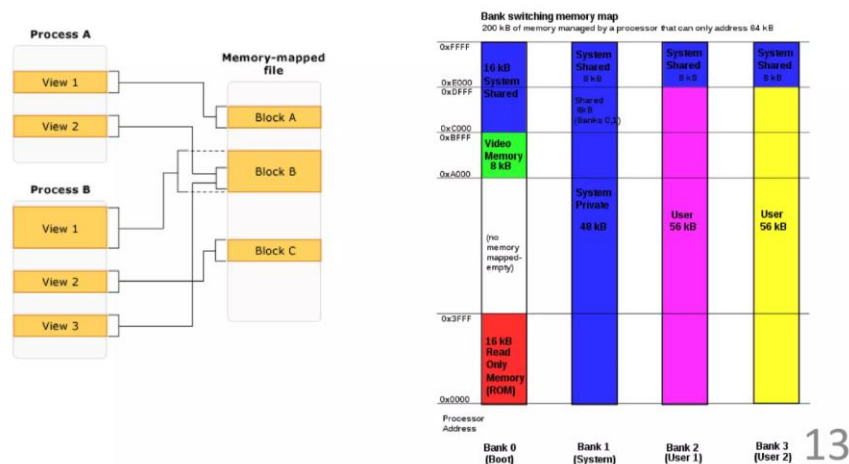 Process A
View 1
View 2
Process B
View 1
View 2
View 3
Memory-mapped
file
Block A
Block B
Block C
Bank switching memory map
200 kB of memory managed by a processor that can only address 64 kB
0xFFFF
0xE000
0xDFFF
0xC000
0xBFFF
0xA000
0x3FFF
0x0000
Processor
Address
16 kB
System
Shared
Video
Memory
8 kB
(no
memory
mapped-
empty)
16 kB
Read
Only
Memory
(ROM)
Bank 0
(Boot)
System
Shared
8 kB
Shared
8kB
(Banks 0,1)
System
Private
48 kB
Bank 1
(System)
System
Shared
8 kB
User
56 kB
Bank 2
(User 1)
System
Shared
8 kB
User
56 kB
Bank 3
(User 2)
13